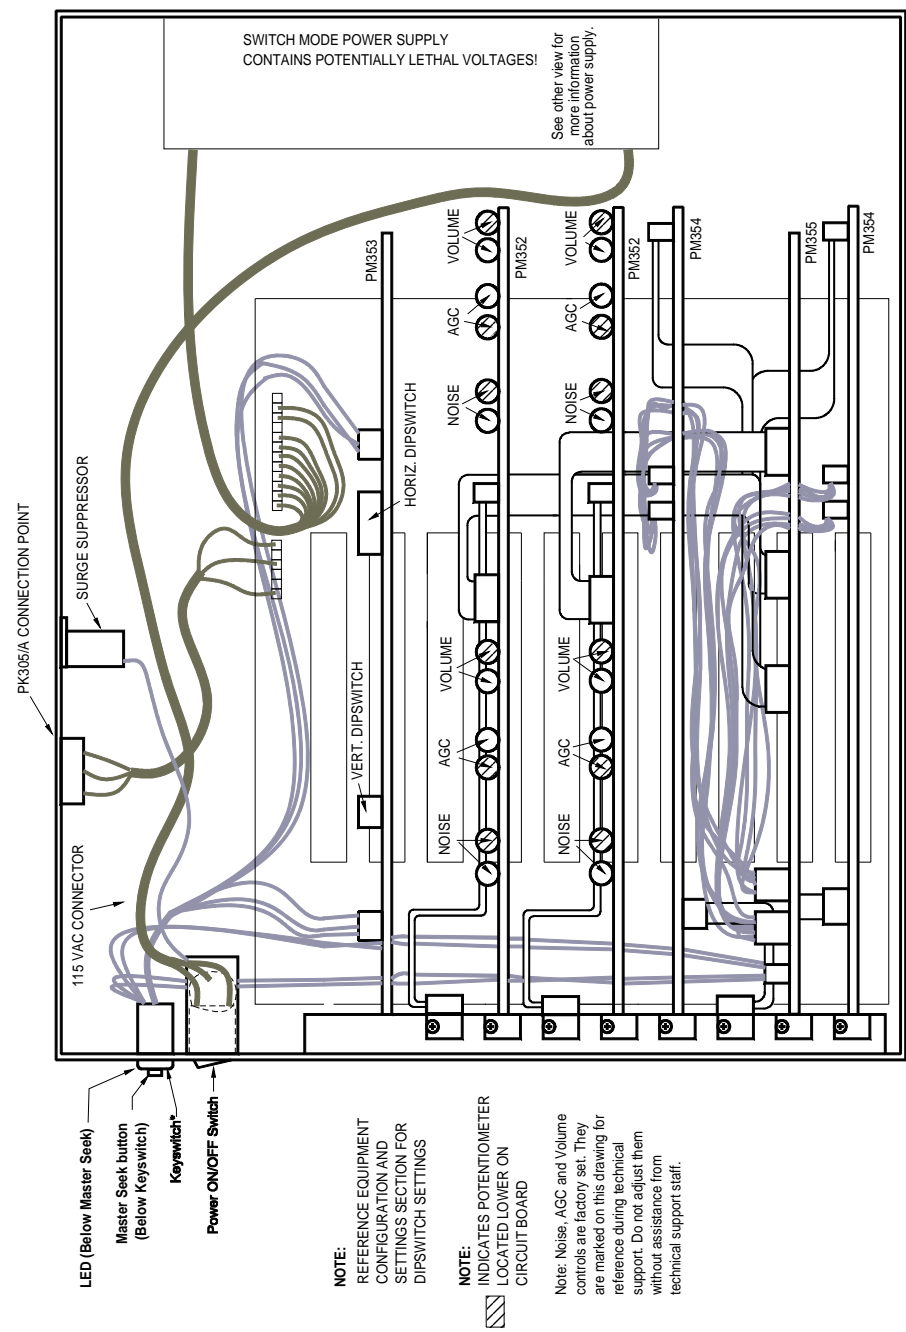 SWITCH MODE POWER SUPPLY
CONTAINS POTENTIALLY LETHAL VOLTAGES!
See other view for
more information
about power supply.
PK305/A CONNECTION POINT
SURGE SUPPRESSOR
115 VAC CONNECTOR
HORIZ. DIPSWITCH
VERT. DIPSWITCH
PM353
VOLUME
AGC
NOISE
VOLUME
AGC
NOISE
PM352
VOLUME
AGC
NOISE
VOLUME
AGC
NOISE
PM352
PM354
PM355
PM354
LED (Below Master Seek)
Master Seek button
(Below Keyswitch)
Keyswitch*
Power ON/OFF Switch
NOTE:
REFERENCE EQUIPMENT
CONFIGURATION AND
SETTINGS SECTION FOR
DIPSWITCH SETTINGS
NOTE:
INDICATES POTENTIOMETER
LOCATED LOWER ON
CIRCUIT BOARD
Note: Noise, AGC and Volume
controls are factory set. They
are marked on this drawing for
reference during technical
support. Do not adjust them
without assistance from
technical support staff.